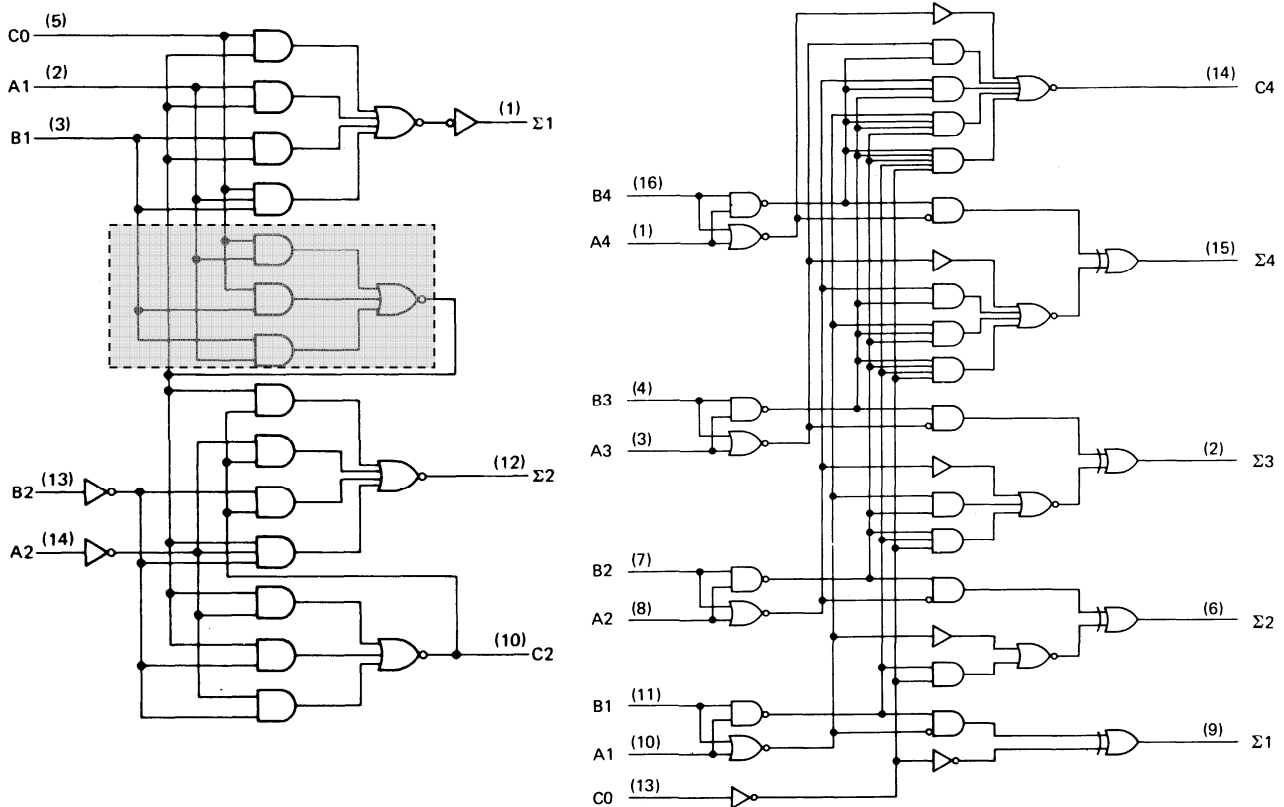 C0 (5)
A1 (2)
B1 (3)
(1) Σ1
B2 (13)
A2 (14)
(12) Σ2
(10) C2
(14) C4
B4 (16)
A4 (1)
(15) Σ4
B3 (4)
A3 (3)
(2) Σ3
B2 (7)
A2 (8)
(6) Σ2
B1 (11)
A1 (10)
(9) Σ1
C0 (13)